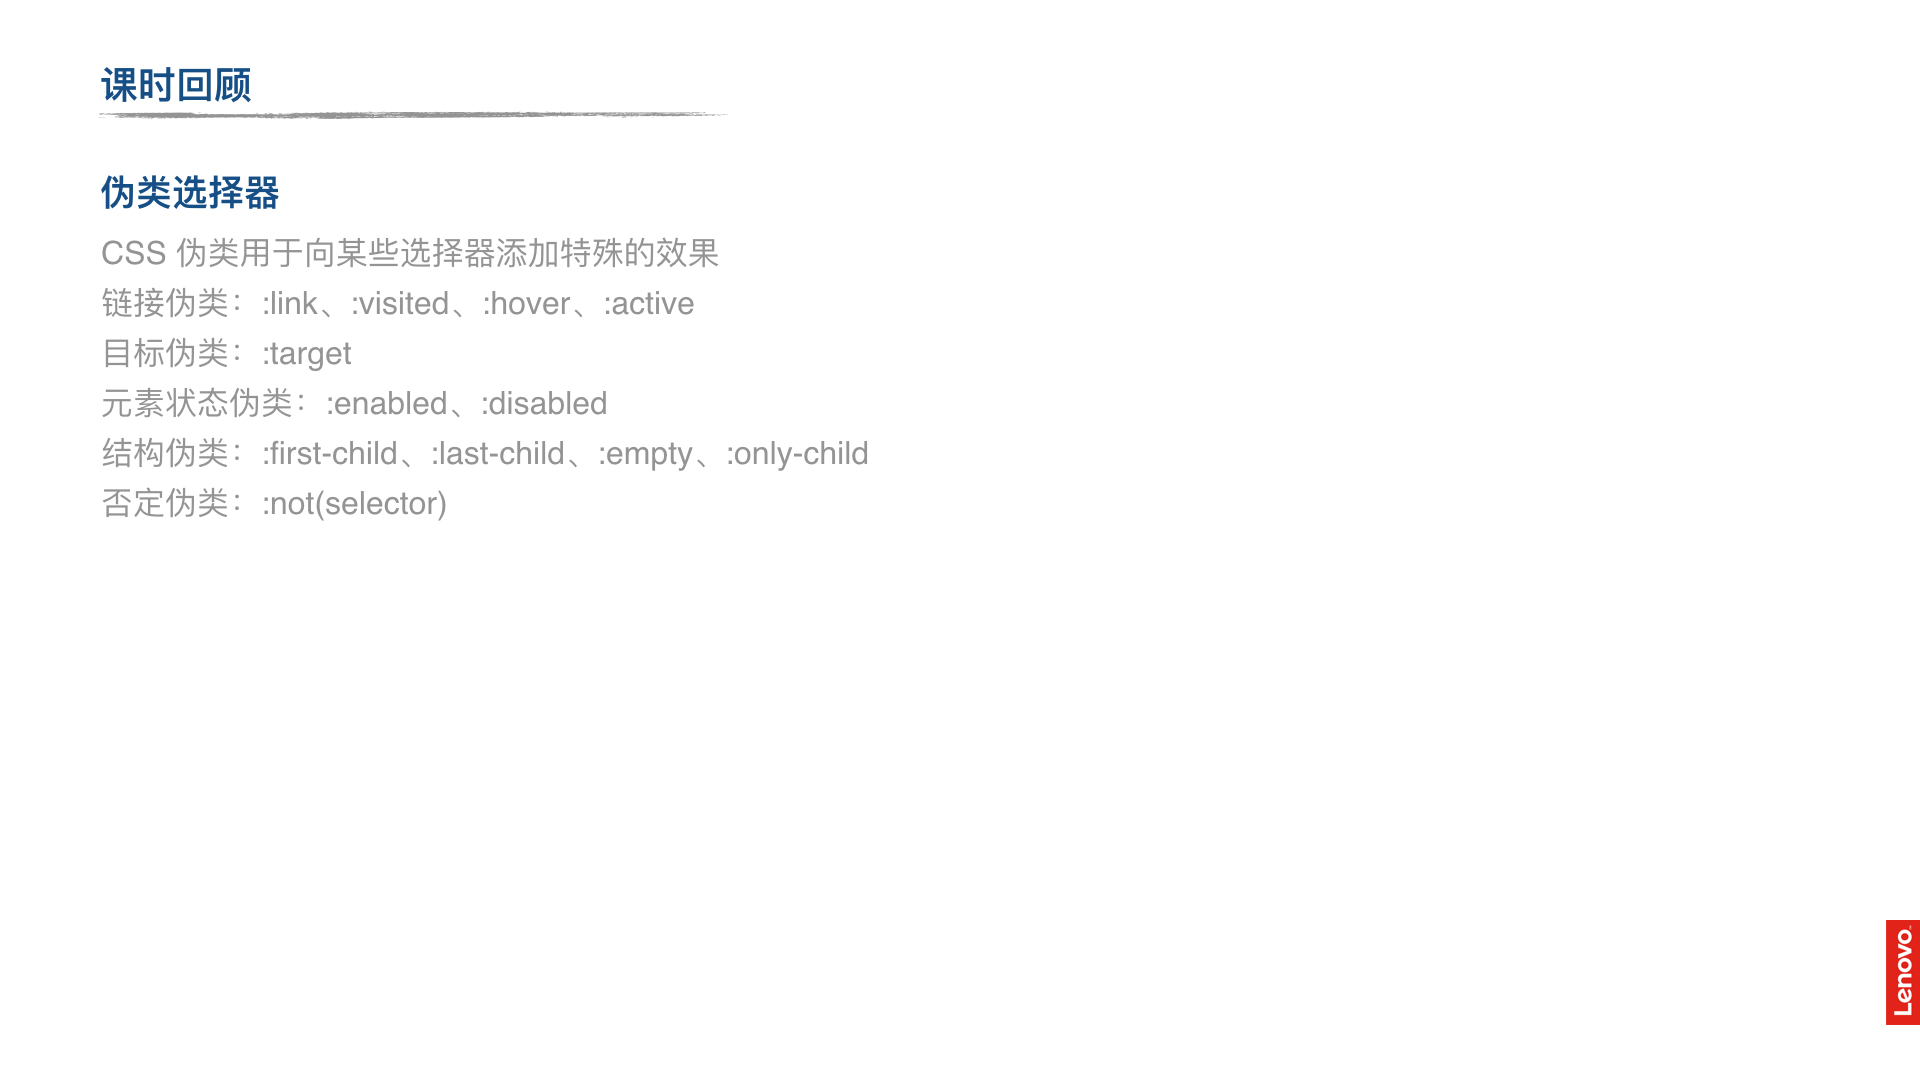 课时回顾
伪类选择器
CSS 伪类用于向某些选择器添加特殊的效果
链接伪类：:link、:visited、:hover、:active
目标伪类：:target
元素状态伪类：:enabled、:disabled
结构伪类：:first-child、:last-child、:empty、:only-child
否定伪类：:not(selector)
Lenovo